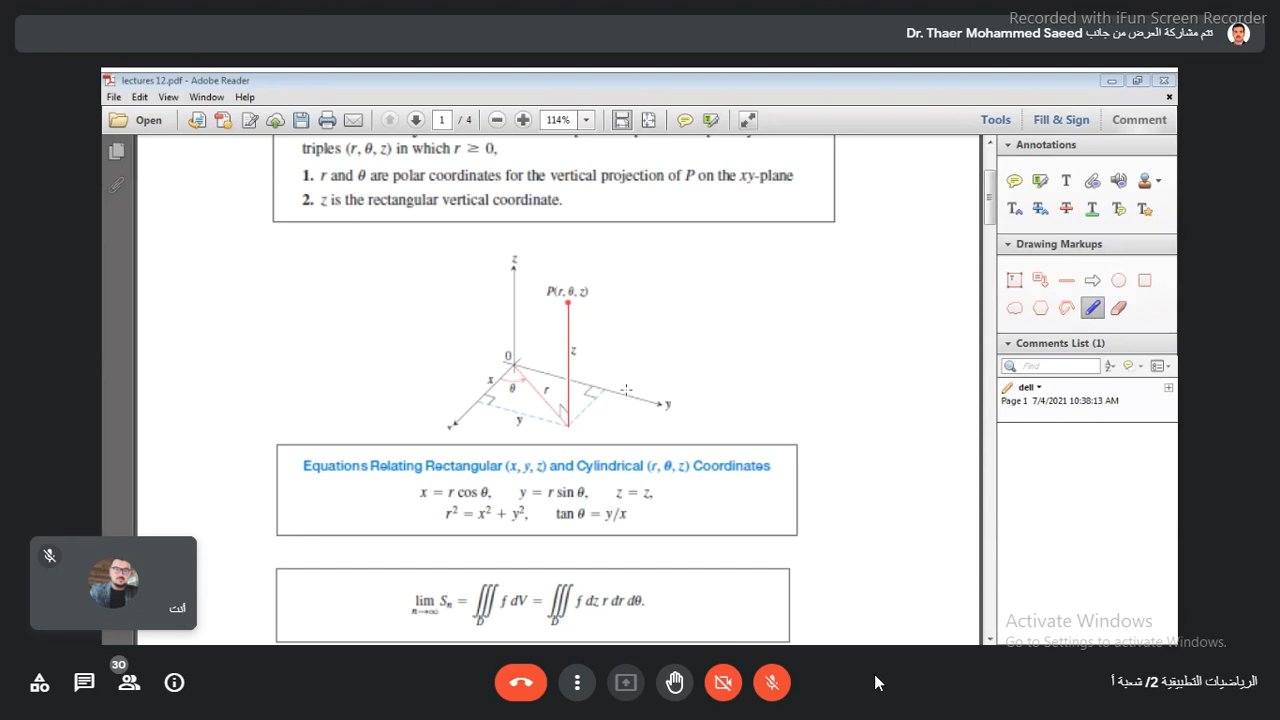 Recorded with iFun Screen Recorder
تتم مشاركة العرض من جانب Dr. Thaer Mohammed Saeed
lectures 12.pdf - Adobe Reader
File Edit View Window Help
Open 1 / 4 114% Tools Fill & Sign Comment
triples (r, θ, z) in which r ≥ 0,
1. r and θ are polar coordinates for the vertical projection of P on the xy-plane
2. z is the rectangular vertical coordinate.
z
P(r, θ, z)
z
0
x
θ
r
y
y
Equations Relating Rectangular (x, y, z) and Cylindrical (r, θ, z) Coordinates
x = r cos θ, y = r sin θ, z = z,
r² = x² + y², tan θ = y/x
lim Sₙ = ∭ f dV = ∭ f dz r dr dθ.
n→∞ D D
Annotations
T
T T T T T T
Drawing Markups
T
Comments List (1)
Find
dell
Page 1 7/4/2021 10:38:13 AM
Activate Windows
Go to Settings to activate Windows.
أنت
30
الرياضيات التطبيقية 2/ شعبة أ